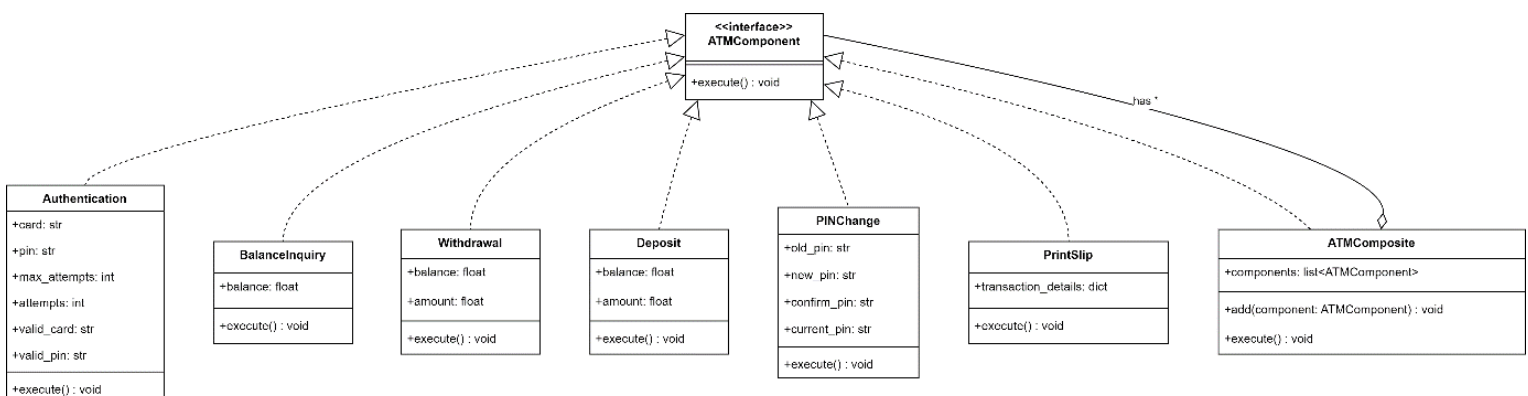 <<interface>>
ATMComponent
+execute() : void
has *
Authentication
+card: str
+pin: str
+max_attempts: int
+attempts: int
+valid_card: str
+valid_pin: str
+execute() : void
BalanceInquiry
+balance: float
+execute() : void
Withdrawal
+balance: float
+amount: float
+execute() : void
Deposit
+balance: float
+amount: float
+execute() : void
PINChange
+old_pin: str
+new_pin: str
+confirm_pin: str
+current_pin: str
+execute() : void
PrintSlip
+transaction_details: dict
+execute() : void
ATMComposite
+components: list<ATMComponent>
+add(component: ATMComponent) : void
+execute() : void